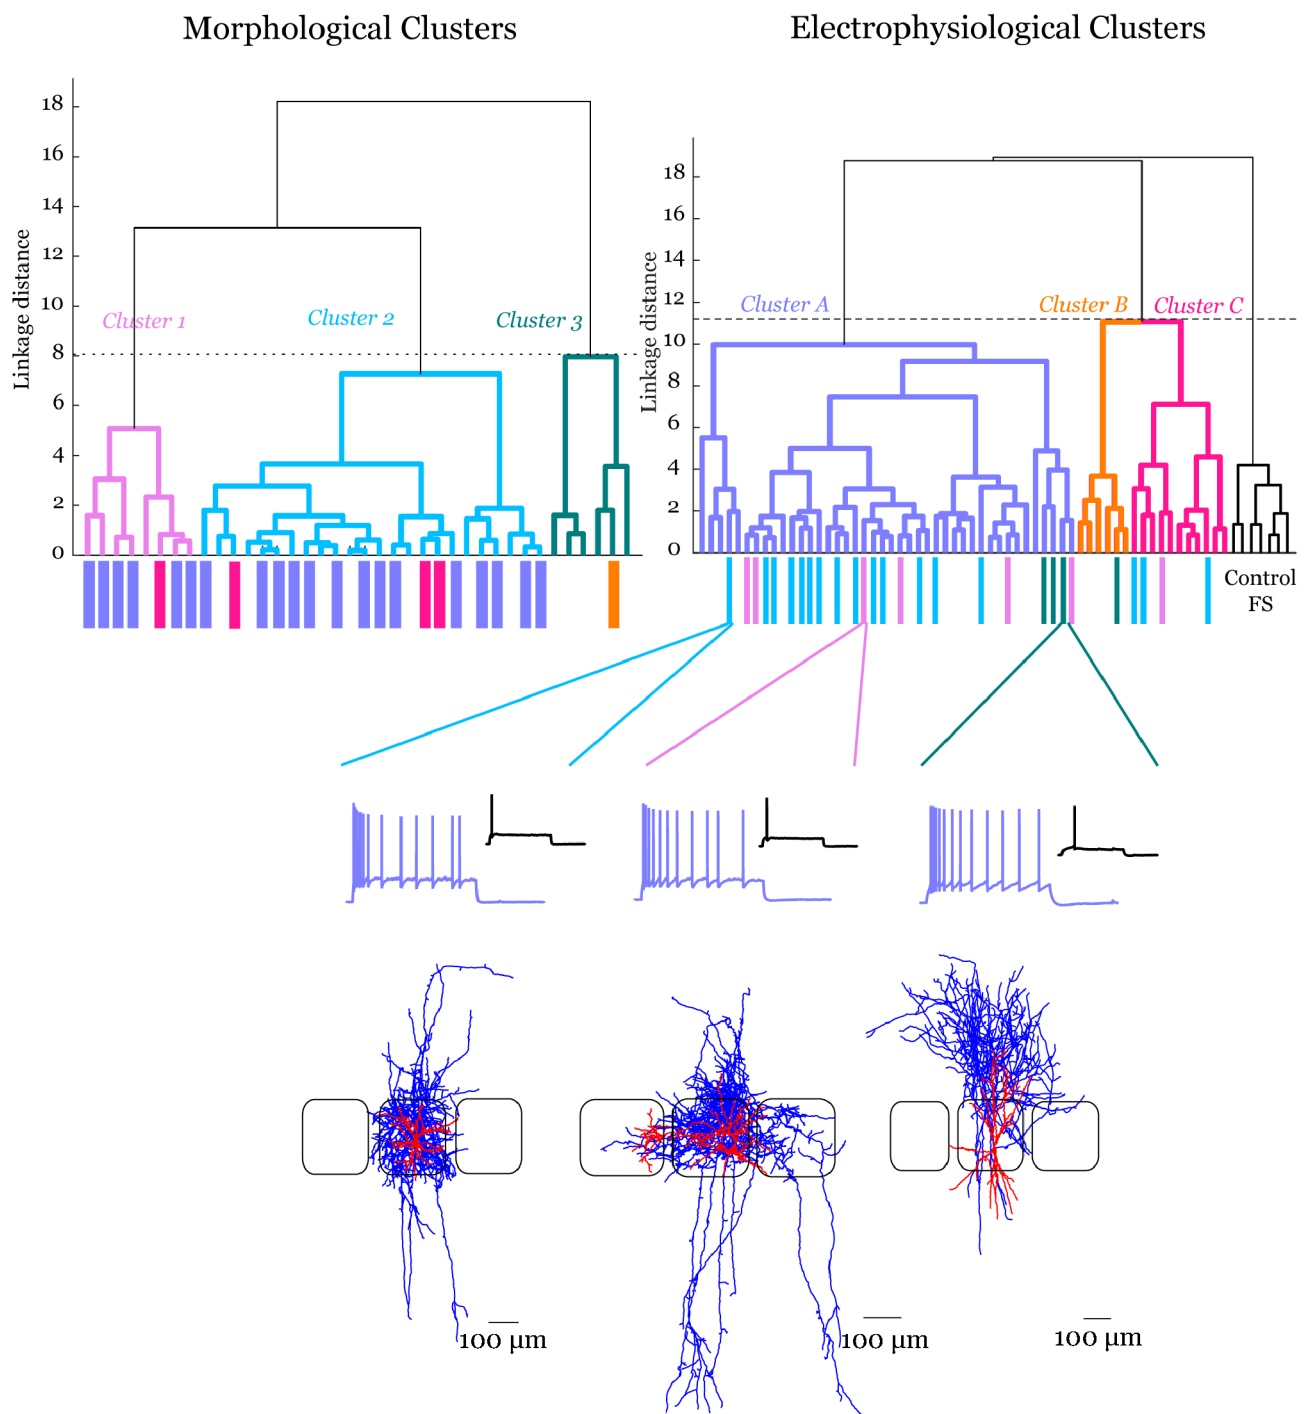 Morphological Clusters
Electrophysiological Clusters
Linkage distance
18
16
14
12
10
8
6
4
2
0
Cluster 1
Cluster 2
Cluster 3
Linkage distance
18
16
14
12
10
8
6
4
2
0
Cluster A
Cluster B
Cluster C
Control
FS
100 μm
100 μm
100 μm